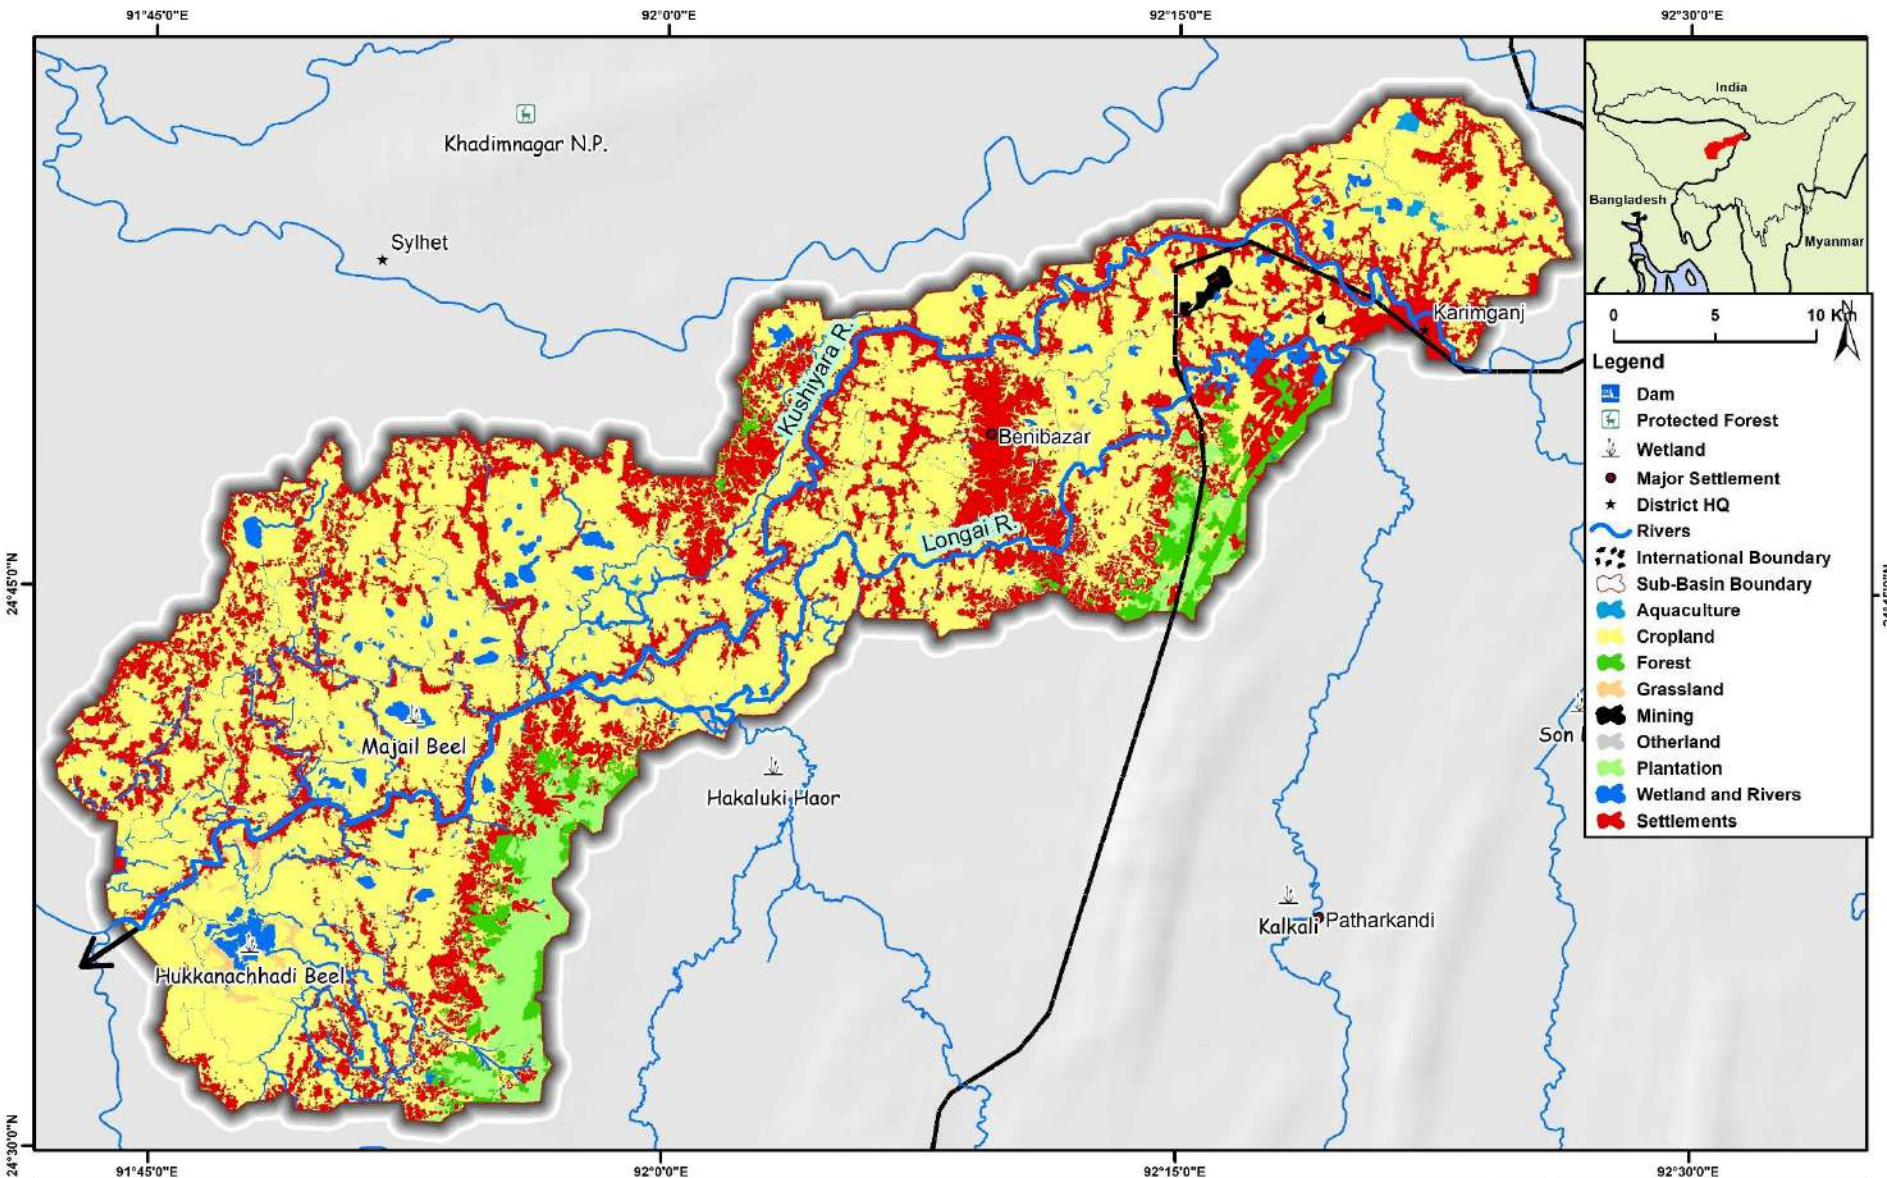 91°45'0"E
92°0'0"E
92°15'0"E
92°30'0"E
India
Bangladesh
Myanmar
Khadimnagar N.P.
Sylhet
Karimganj
Kushiyara R.
Benibazar
Longai R.
Majail Beel
Hakaluki Haor
Hukkanachhadi Beel
Kalkali
Patharkandi
Son
N
0 5 10 Km
Legend
Dam
Protected Forest
Wetland
Major Settlement
District HQ
Rivers
International Boundary
Sub-Basin Boundary
Aquaculture
Cropland
Forest
Grassland
Mining
Otherland
Plantation
Wetland and Rivers
Settlements
24°45'0"N
24°30'0"N
91°45'0"E
92°0'0"E
92°15'0"E
92°30'0"E